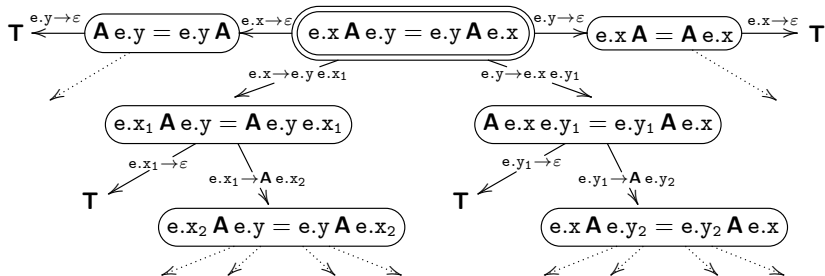 e.y→ε e.x→ε e.y→ε e.x→ε
T A e.y = e.y A e.x A e.y = e.y A e.x e.x A = A e.x T
e.x→e.y e.x₁ e.y→e.x e.y₁
e.x₁ A e.y = A e.y e.x₁ A e.x e.y₁ = e.y₁ A e.x
e.x₁→ε e.y₁→ε
e.x₁→A e.x₂ e.y₁→A e.y₂
T T
e.x₂ A e.y = e.y A e.x₂ e.x A e.y₂ = e.y₂ A e.x